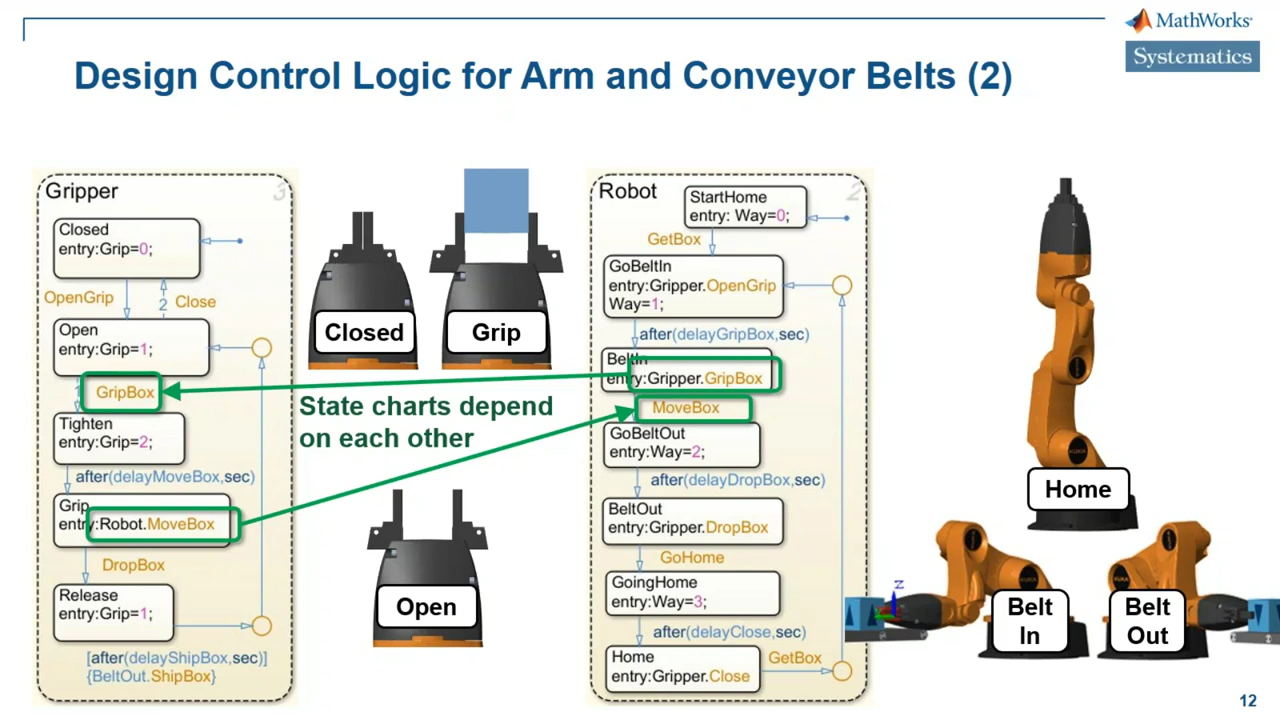 MathWorks
Systematics
Design Control Logic for Arm and Conveyor Belts (2)
Gripper
3
Closed
entry:Grip=0;
OpenGrip
2
Close
Open
entry:Grip=1;
1
GripBox
Tighten
entry:Grip=2;
after(delayMoveBox,sec)
Grip
entry:Robot.MoveBox
DropBox
Release
entry:Grip=1;
[after(delayShipBox,sec)]
{BeltOut.ShipBox}
Closed
Grip
State charts depend
on each other
Open
Robot
2
StartHome
entry: Way=0;
GetBox
GoBeltIn
entry:Gripper.OpenGrip
Way=1;
after(delayGripBox,sec)
BeltIn
entry:Gripper.GripBox
MoveBox
GoBeltOut
entry:Way=2;
after(delayDropBox,sec)
BeltOut
entry:Gripper.DropBox
GoHome
GoingHome
entry:Way=3;
after(delayClose,sec)
Home
entry:Gripper.Close
GetBox
Home
Z
Belt
In
Belt
Out
12